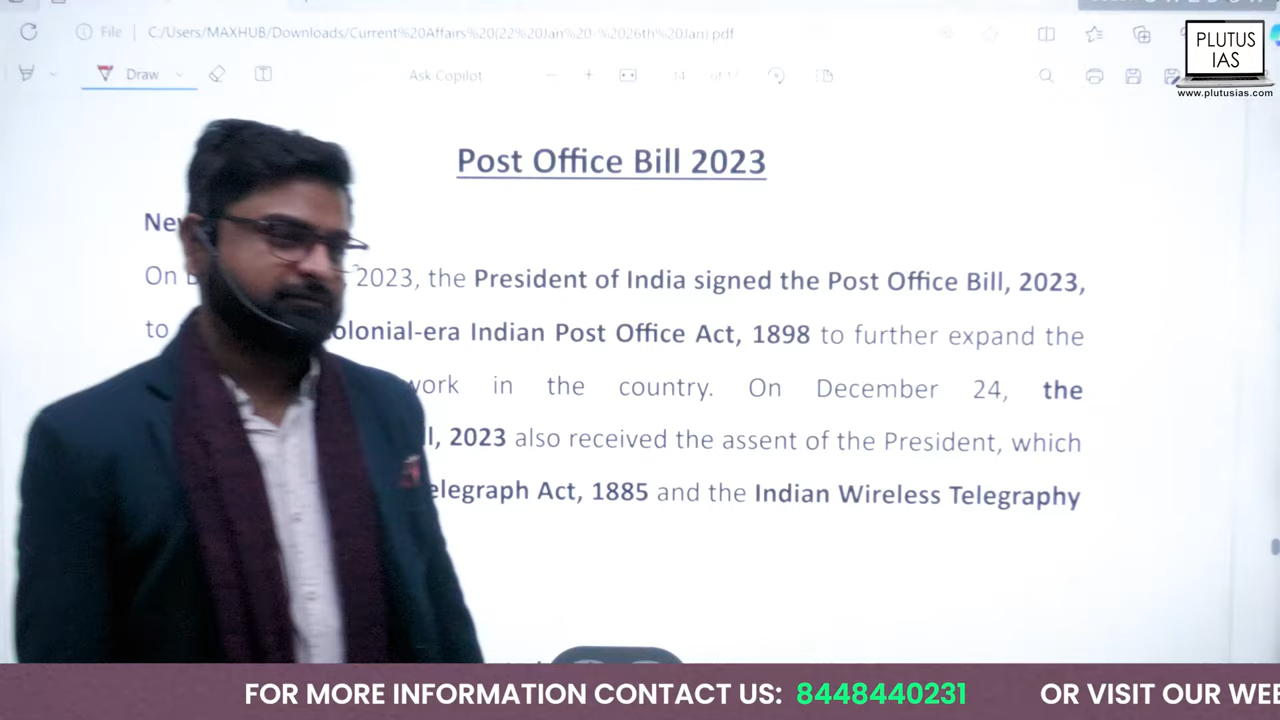 File
C:/Users/MAXHUB/Downloads/Current%20Affairs%20(22%20Jan%20-%2026th%20Jan).pdf
PLUTUS
IAS
www.plutusias.com
Draw
Ask Copilot
14 of 17
Post Office Bill 2023
On 2023, the President of India signed the Post Office Bill, 2023,
to olonial-era Indian Post Office Act, 1898 to further expand the
work in the country. On December 24, the
l, 2023 also received the assent of the President, which
elegraph Act, 1885 and the Indian Wireless Telegraphy
FOR MORE INFORMATION CONTACT US: 8448440231 OR VISIT OUR WEB